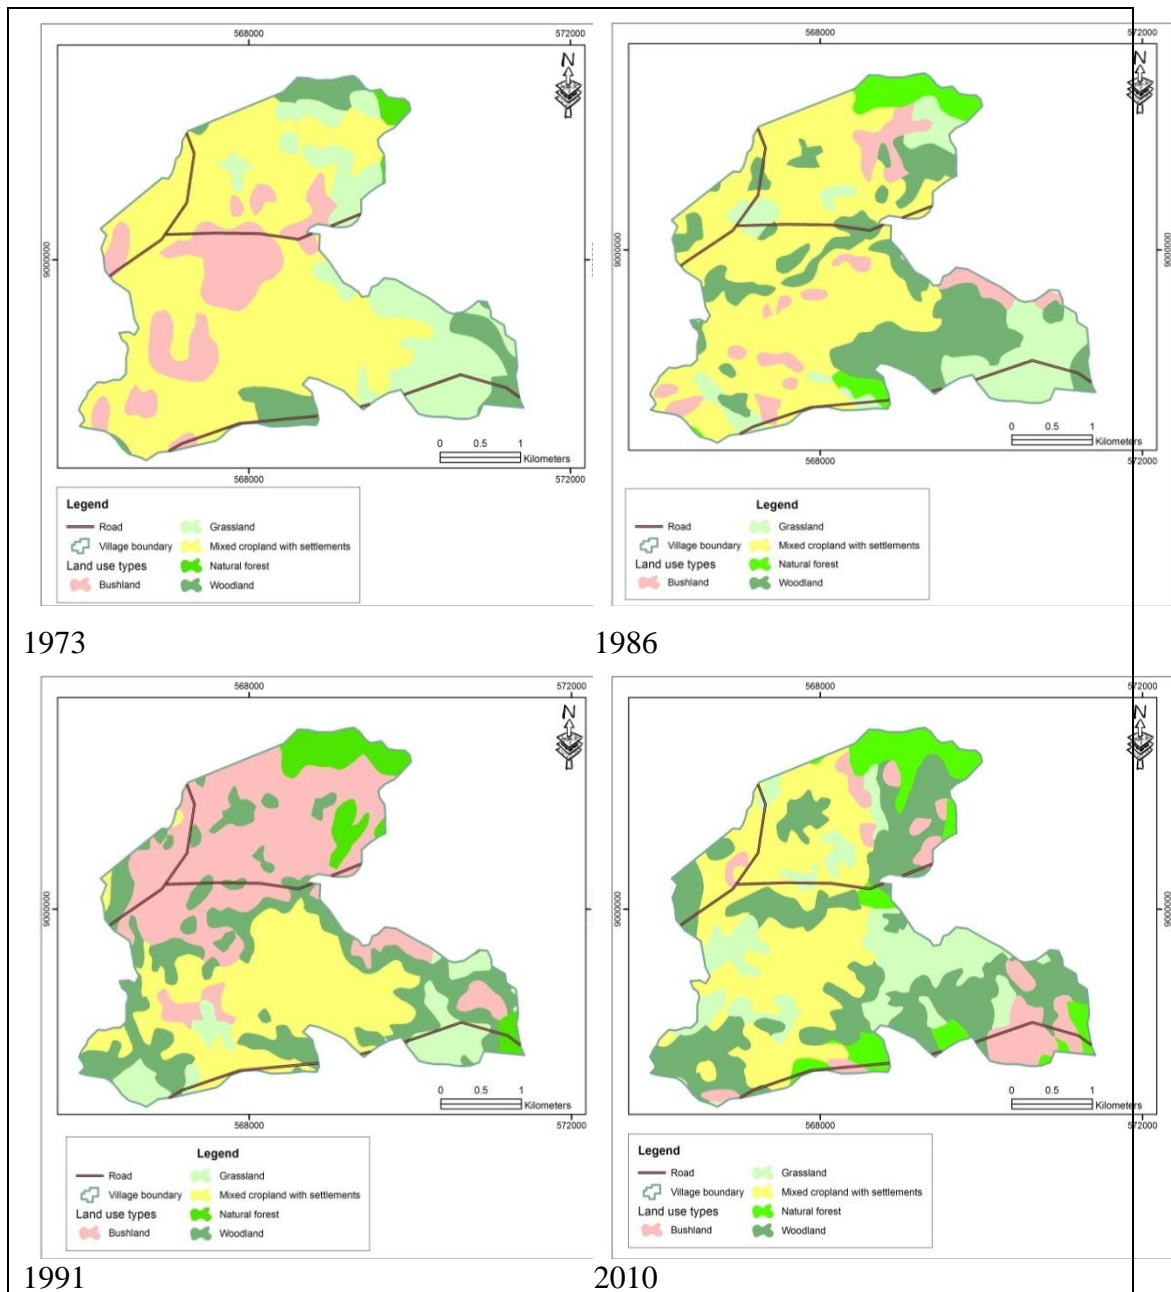 568000
572000
N
9000000
0 0.5 1
Kilometers
568000
572000
Legend
Road
Grassland
Village boundary
Mixed cropland with settlements
Land use types
Natural forest
Bushland
Woodland
1973
568000
572000
N
9000000
9000000
0 0.5 1
Kilometers
568000
572000
Legend
Road
Grassland
Village boundary
Mixed cropland with settlements
Land use types
Natural forest
Bushland
Woodland
1986
568000
572000
N
9000000
0 0.5 1
Kilometers
568000
572000
Legend
Road
Grassland
Village boundary
Mixed cropland with settlements
Land use types
Natural forest
Bushland
Woodland
1991
568000
572000
N
9000000
9000000
0 0.5 1
Kilometers
568000
572000
Legend
Road
Grassland
Village boundary
Mixed cropland with settlements
Land use types
Natural forest
Bushland
Woodland
2010